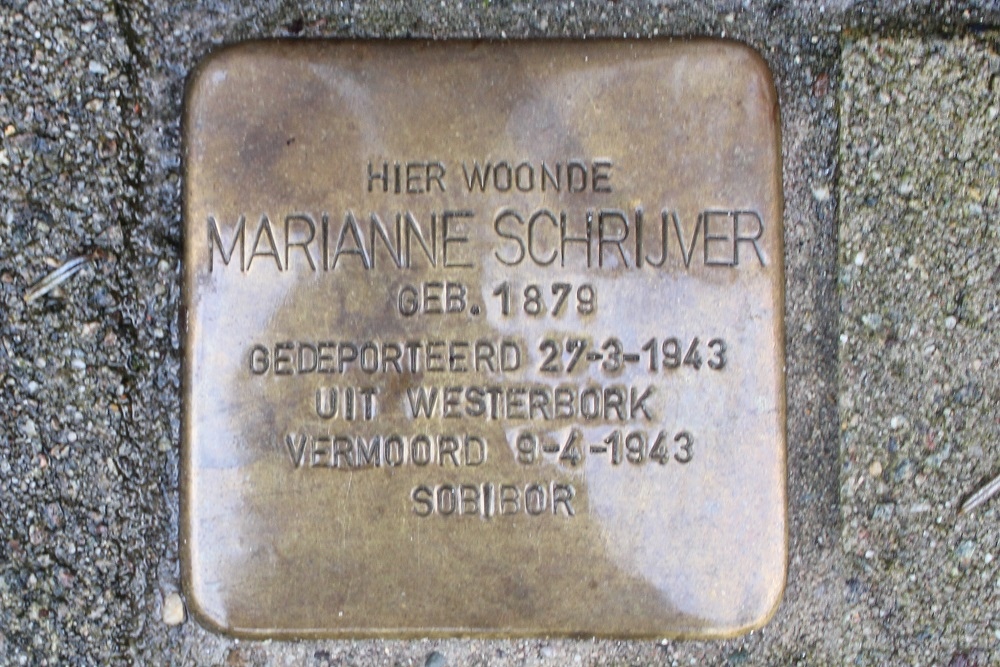 HIER WOONDE
MARIANNE SCHRIJVER
GEB. 1879
GEDEPORTEERD 27-3-1943
UIT WESTERBORK
VERMOORD 9-4-1943
SOBIBOR